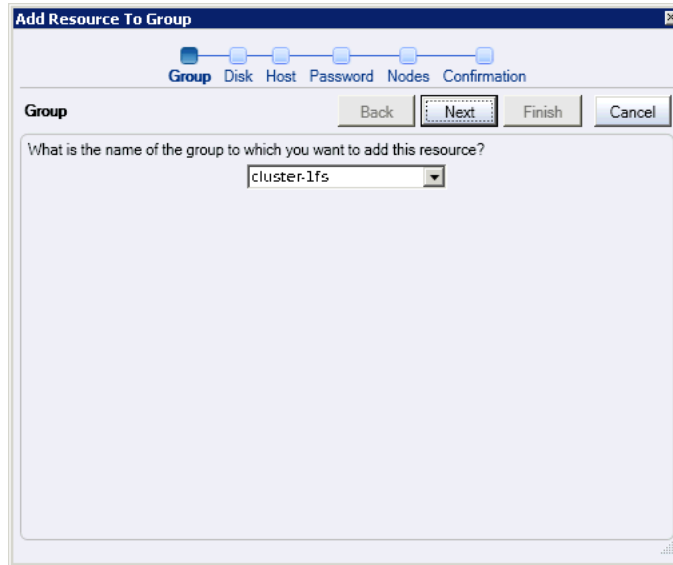 Add Resource To Group
Group Disk Host Password Nodes Confirmation
Group Back Next Finish Cancel
What is the name of the group to which you want to add this resource?
cluster-1fs